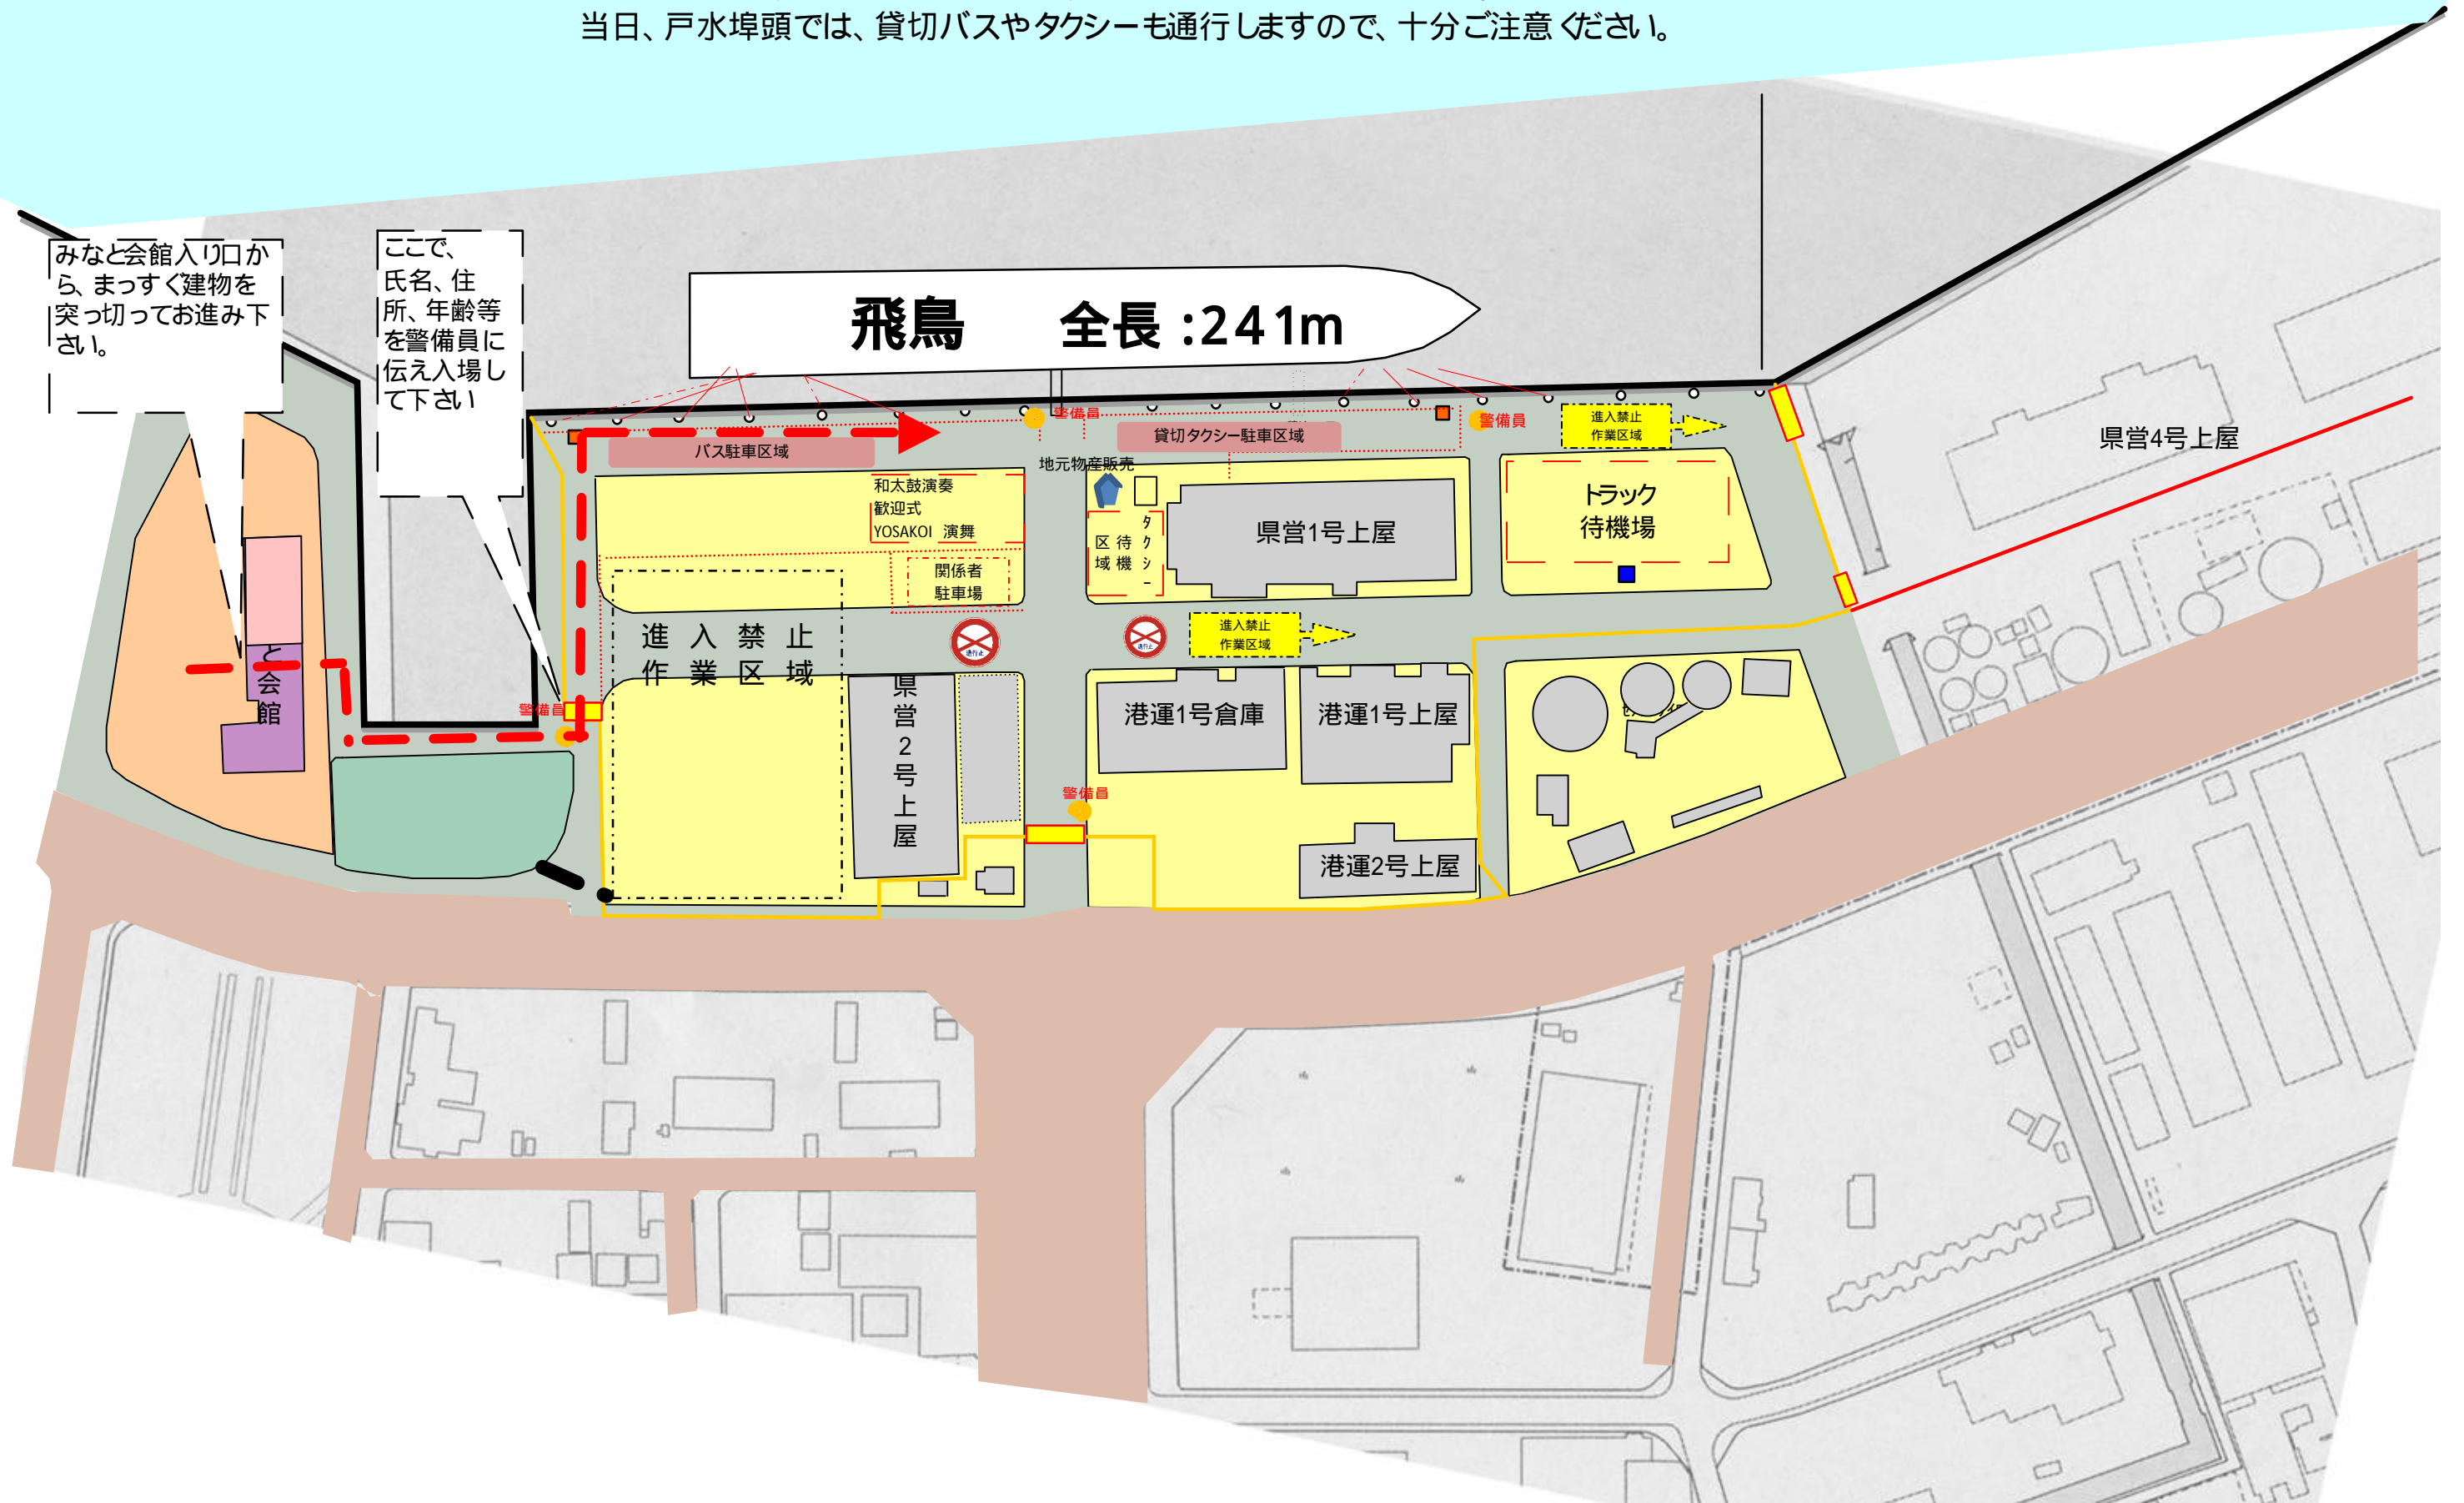 当日、戸水埠頭では、貸切バスやタクシーも通行しますので、十分ご注意ください。
みなと会館入り口か
ら、まっすぐ建物を
突っ切ってお進み下
さい。
ここで、
氏名、住
所、年齢等
を警備員に
伝え入場し
て下さい
飛鳥 全長:241m
警備員
警備員
進入禁止
作業区域
バス駐車区域
貸切タクシー駐車区域
県営4号上屋
地元物産販売
和太鼓演奏
歓迎式
YOSAKOI 演舞
タクシー
待機
区域
県営1号上屋
トラック
待機場
関係者
駐車場
進入禁止
作業区域
進入禁止
作業区域
と会館
警備員
県営2号上屋
港運1号倉庫
港運1号上屋
警備員
港運2号上屋